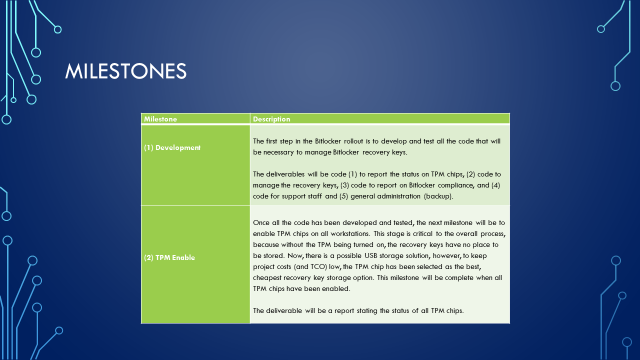 MILESTONES
Milestone Description
(1) Development
The first step in the Bitlocker rollout is to develop and test all the code that will
be necessary to manage Bitlocker recovery keys.
The deliverables will be code (1) to report the status on TPM chips, (2) code to
manage the recovery keys, (3) code to report on Bitlocker compliance, and (4)
code for support staff and (5) general administration (backup).
(2) TPM Enable
Once all the code has been developed and tested, the next milestone will be to
enable TPM chips on all workstations. This stage is critical to the overall process,
because without the TPM being turned on, the recovery keys have no place to
be stored. Now, there is a possible USB storage solution, however, to keep
project costs (and TCO) low, the TPM chip has been selected as the best,
cheapest recovery key storage option. This milestone will be complete when all
TPM chips have been enabled.
The deliverable will be a report stating the status of all TPM chips.